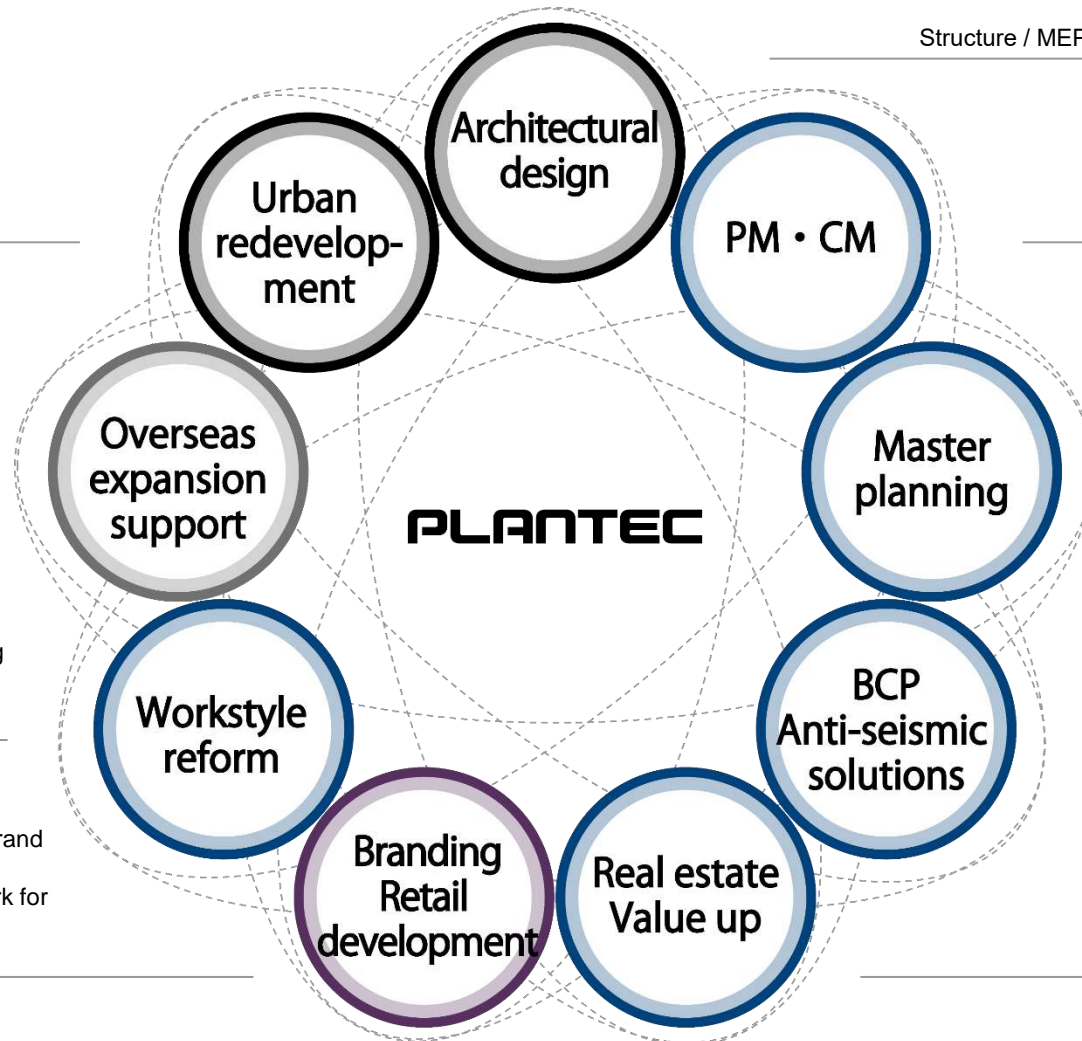 Structure / MEP
Architectural
design
Urban
redevelop-
ment
PM・CM
Overseas
expansion
support
Master
planning
PLANTEC
Workstyle
reform
BCP
Anti-seismic
solutions
Branding
Retail
development
Real estate
Value up
k for